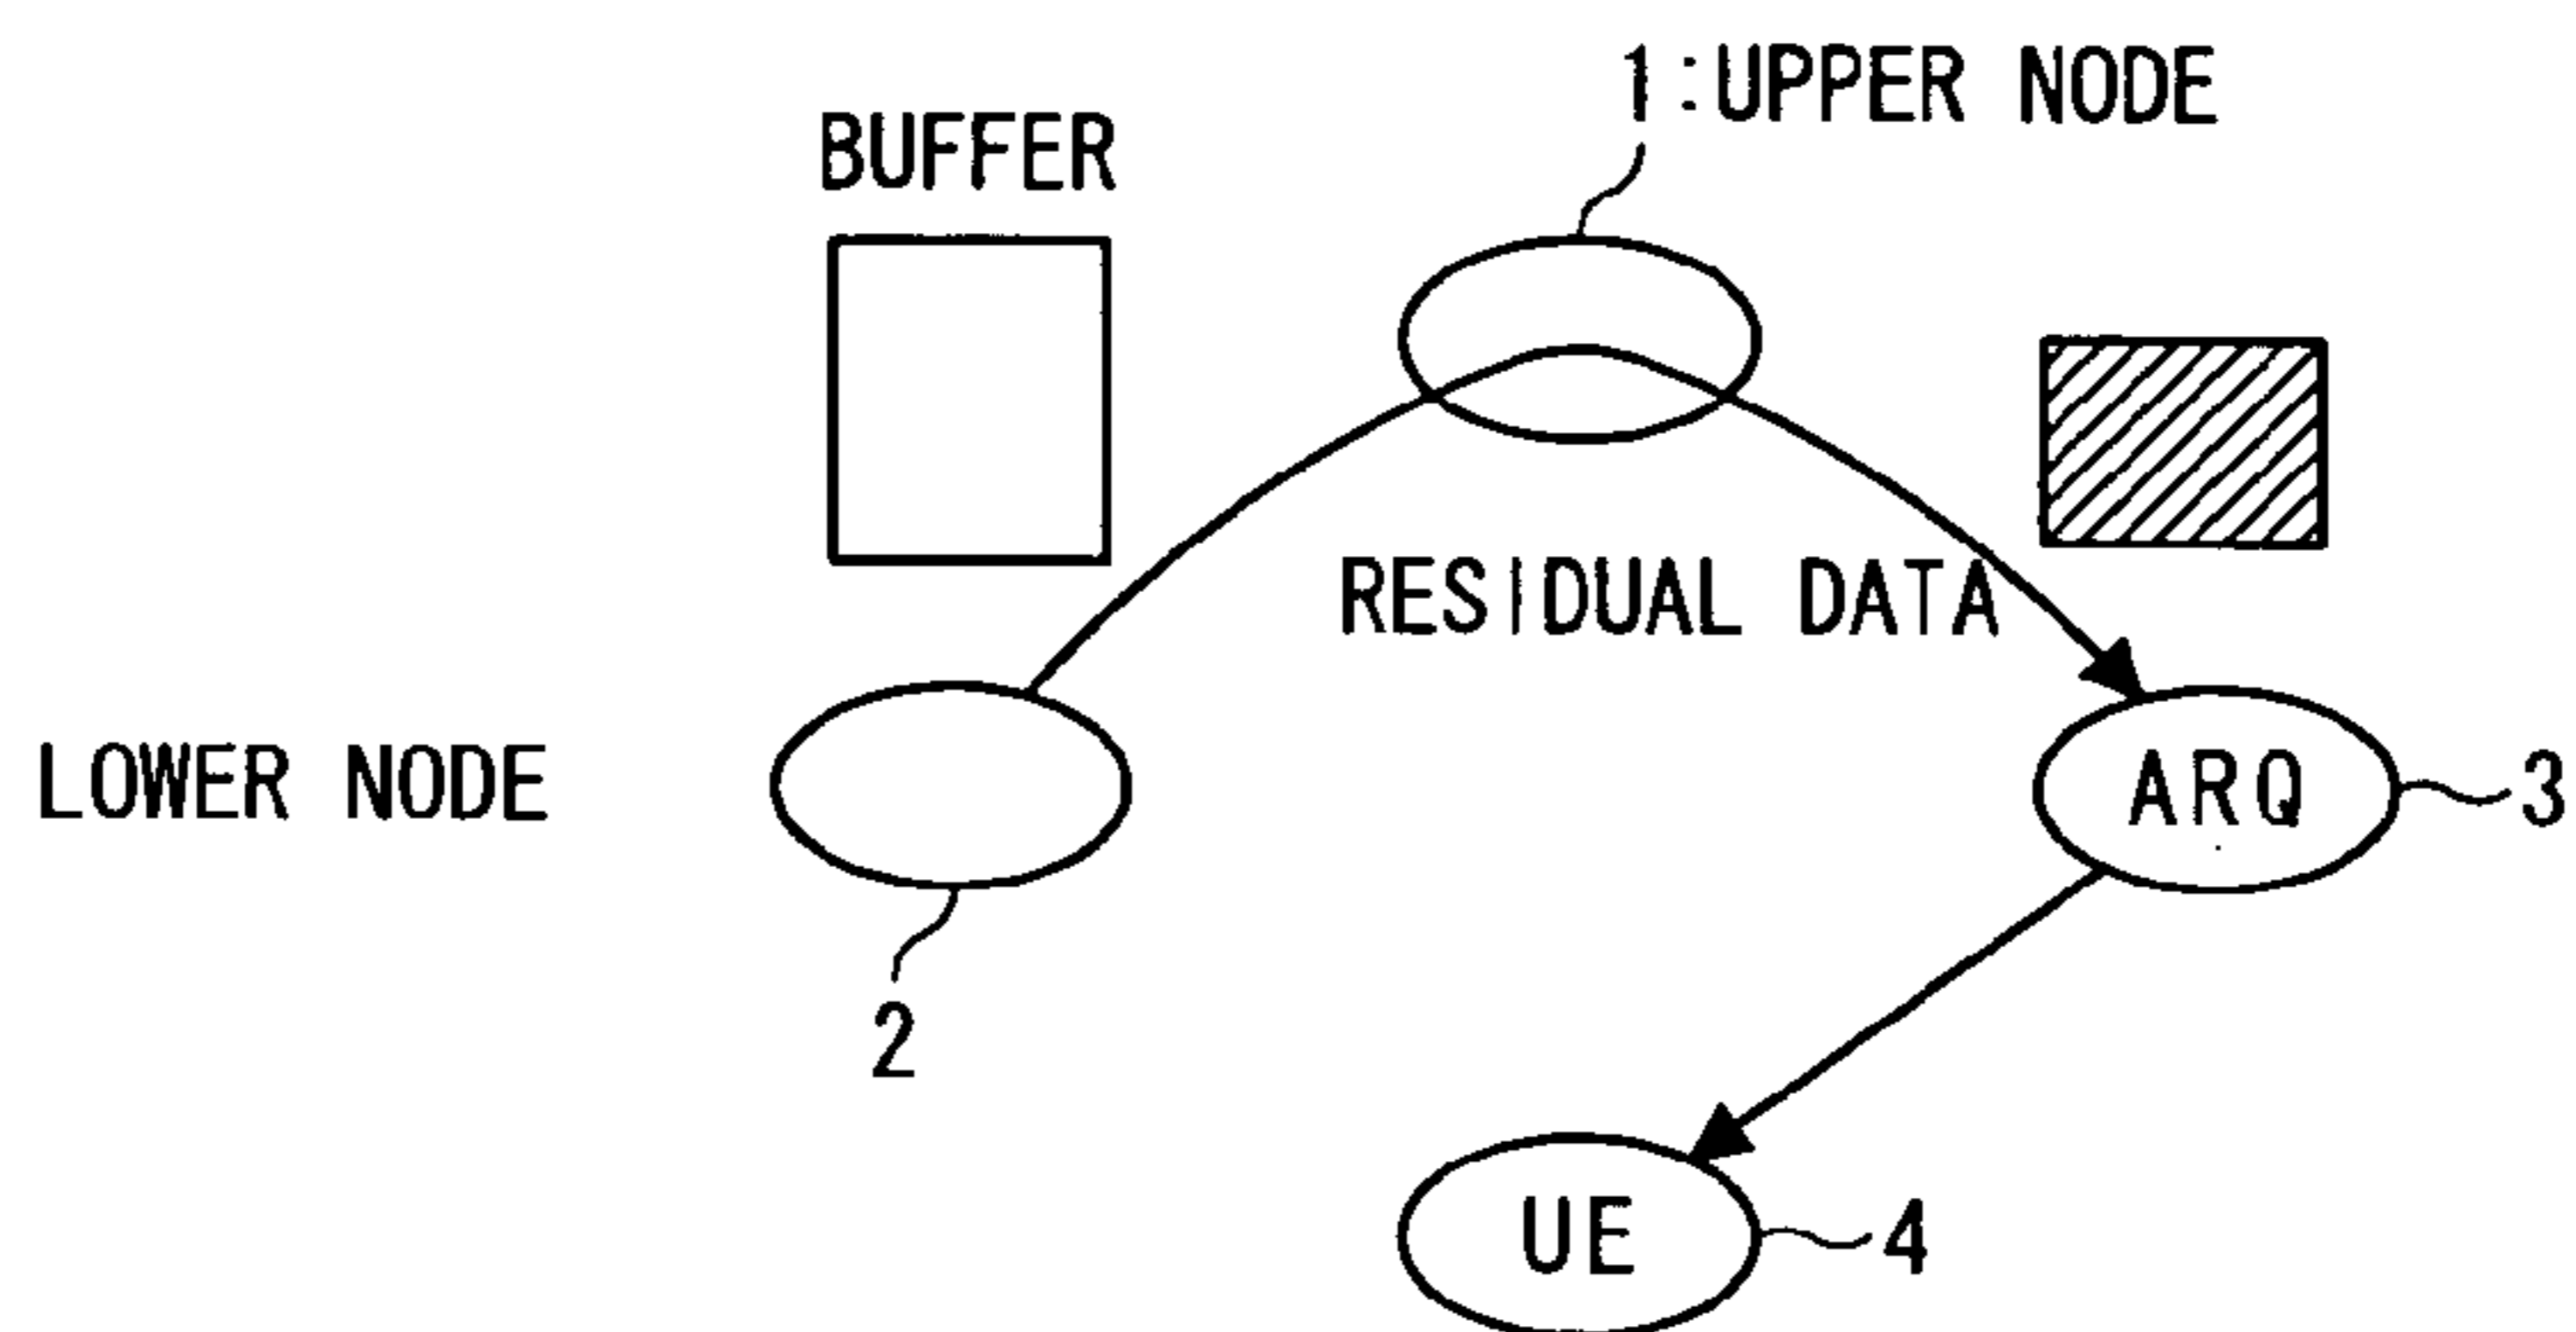 1:UPPER NODE
BUFFER
RESIDUAL DATA
LOWER NODE
ARQ
3
2
UE
4